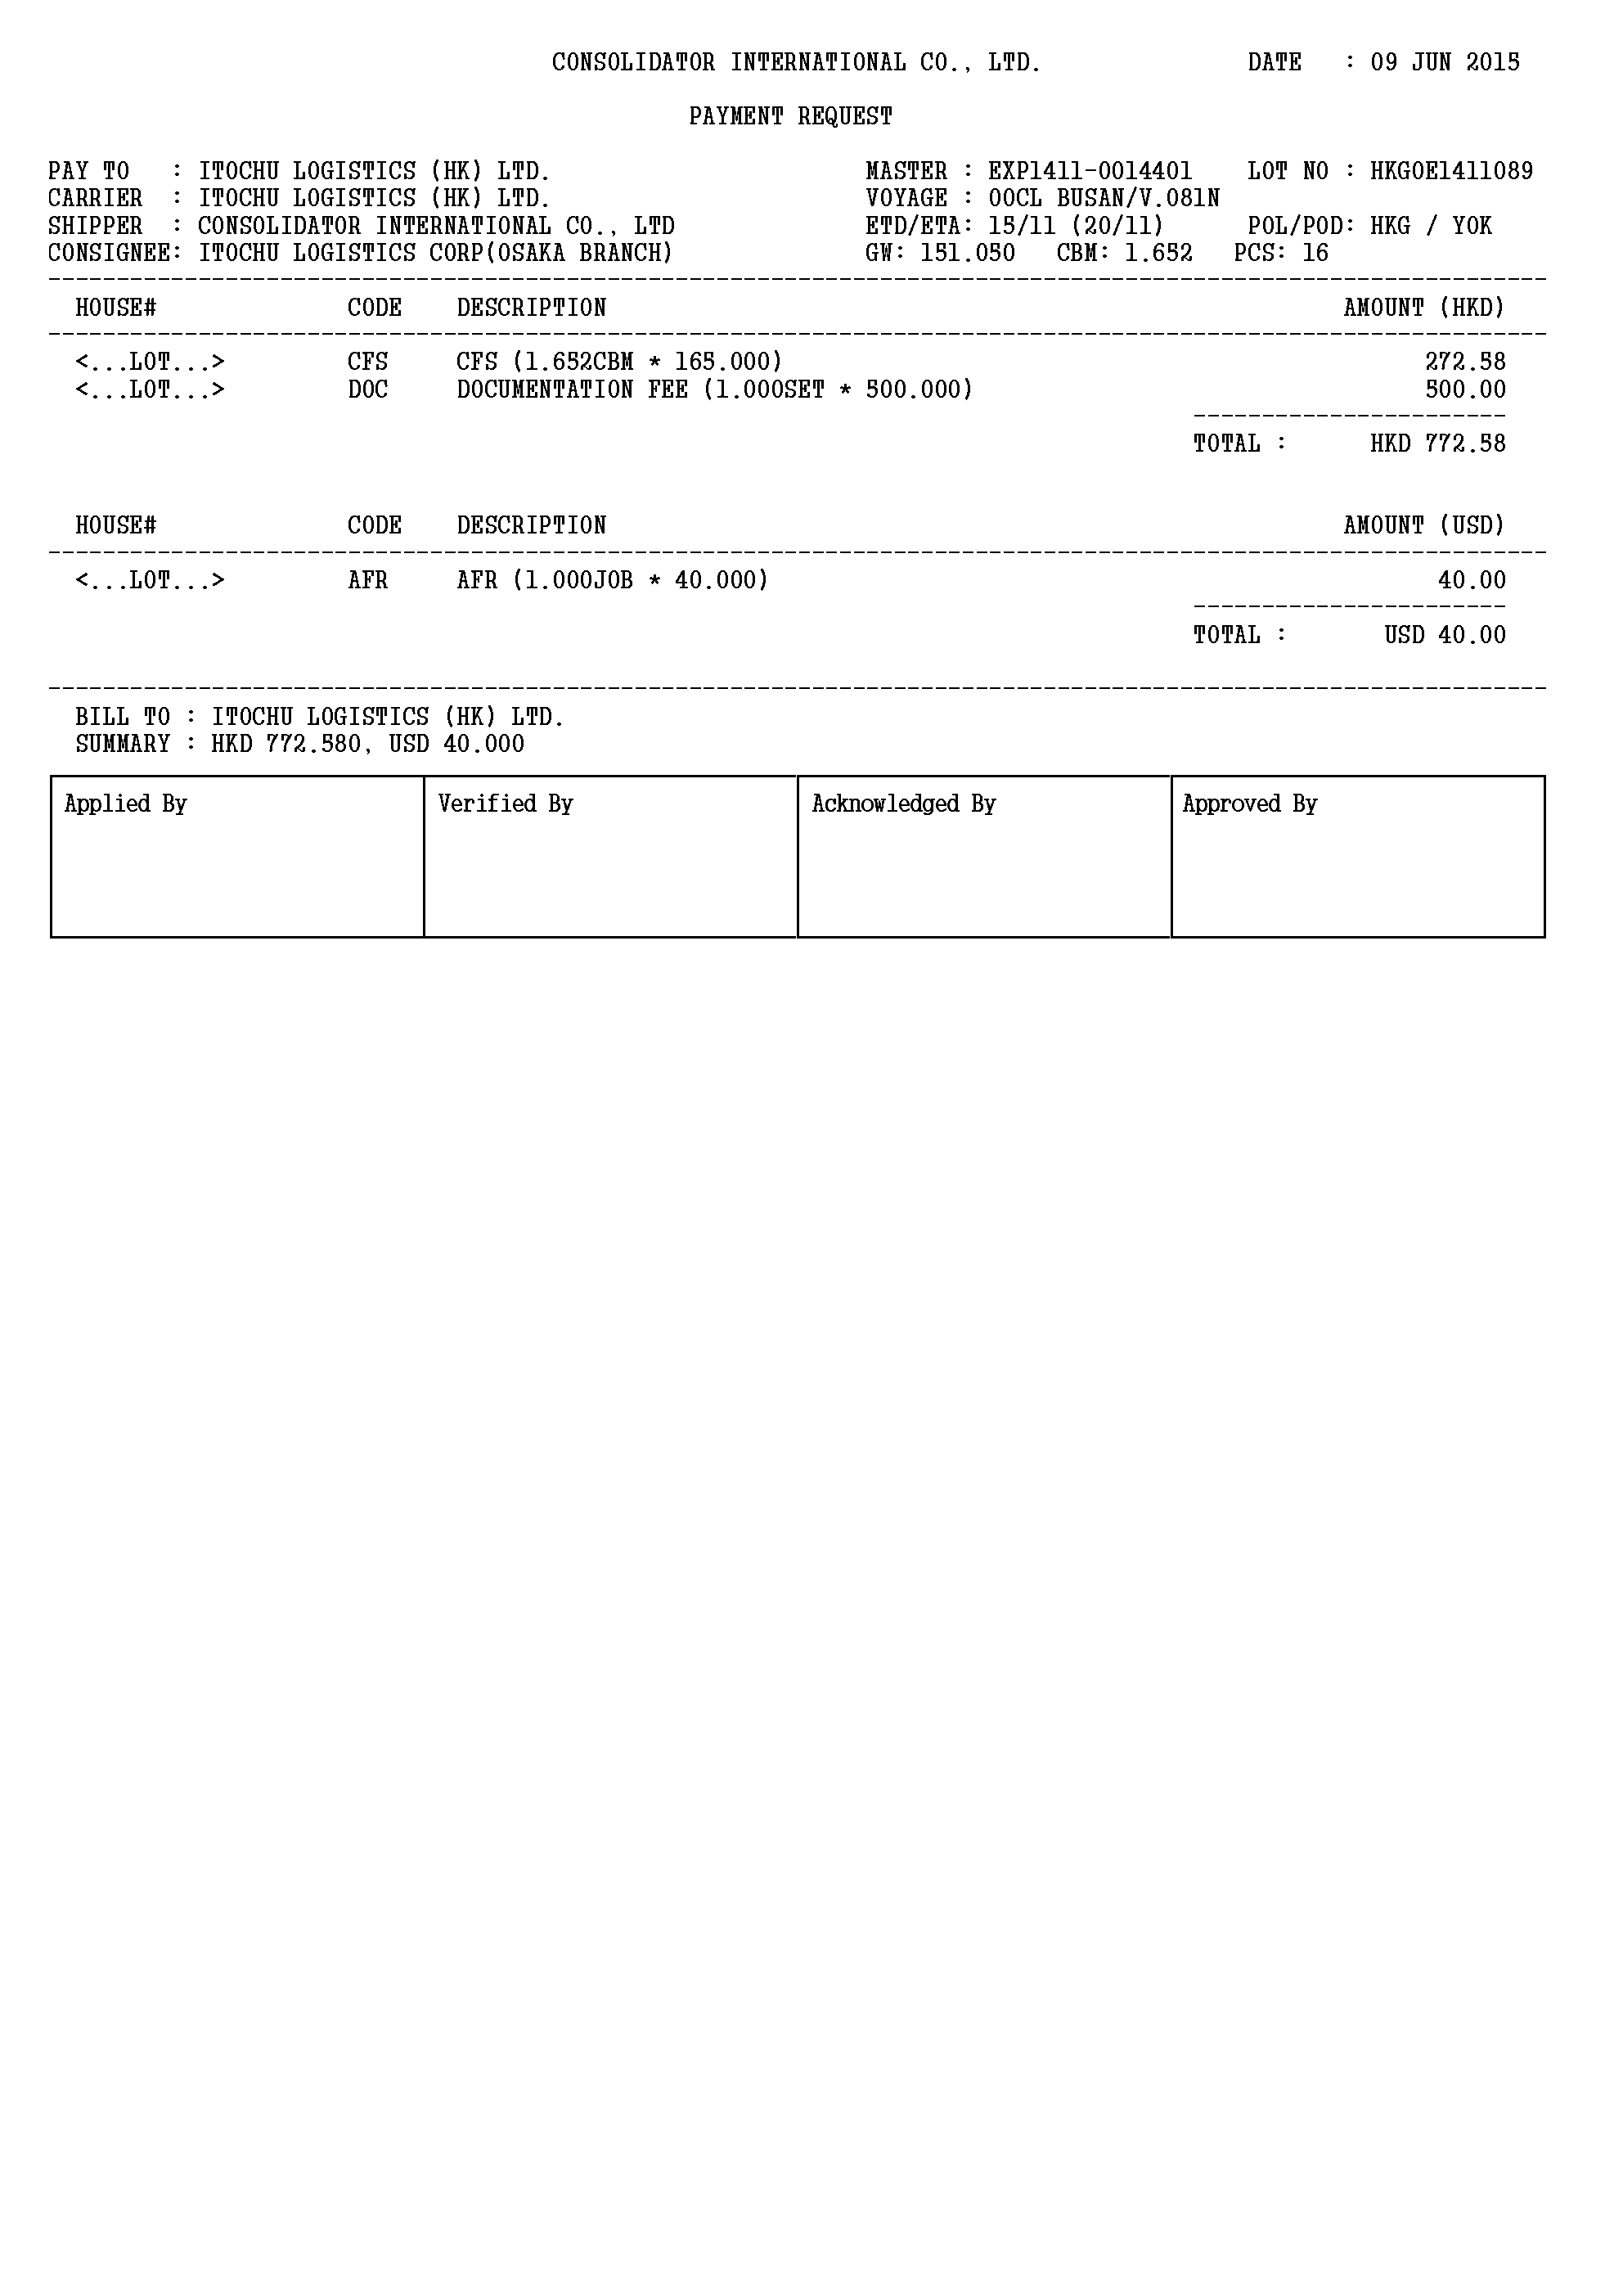 CONSOLIDATOR INTERNATIONAL CO., LTD. DATE : 09 JUN 2015
PAYMENT REQUEST
PAY TO : ITOCHU LOGISTICS (HK) LTD. MASTER : EXP1411-0014401 LOT NO : HKGOE1411089
CARRIER : ITOCHU LOGISTICS (HK) LTD. VOYAGE : OOCL BUSAN/V.081N
SHIPPER : CONSOLIDATOR INTERNATIONAL CO., LTD ETD/ETA: 15/11 (20/11) POL/POD: HKG / YOK
CONSIGNEE: ITOCHU LOGISTICS CORP(OSAKA BRANCH) GW: 151.050 CBM: 1.652 PCS: 16
HOUSE# CODE DESCRIPTION AMOUNT (HKD)
<...LOT...> CFS CFS (1.652CBM * 165.000) 272.58
<...LOT...> DOC DOCUMENTATION FEE (1.000SET * 500.000) 500.00
TOTAL : HKD 772.58
HOUSE# CODE DESCRIPTION AMOUNT (USD)
<...LOT...> AFR AFR (1.000JOB * 40.000) 40.00
TOTAL : USD 40.00
BILL TO : ITOCHU LOGISTICS (HK) LTD.
SUMMARY : HKD 772.580, USD 40.000
Applied By Verified By Acknowledged By Approved By